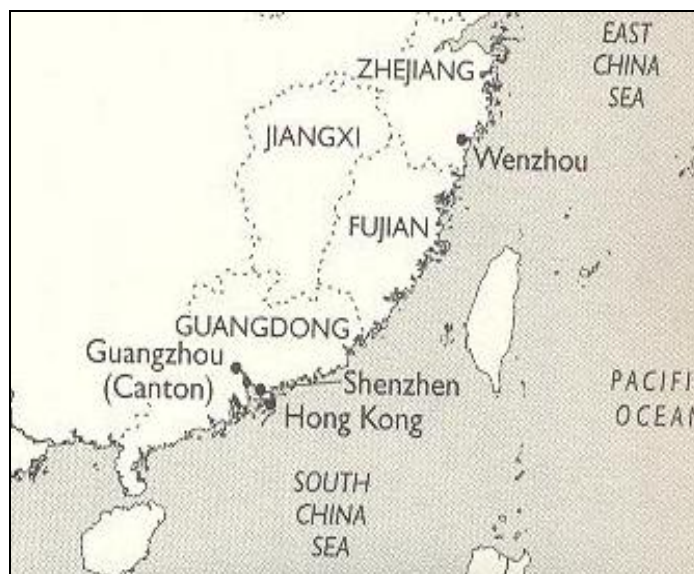 EAST
CHINA
SEA
ZHEJIANG
JIANGXI
Wenzhou
FUJIAN
GUANGDONG
Guangzhou
(Canton)
Shenzhen
Hong Kong
PACIFI
OCEAN
SOUTH
CHINA
SEA